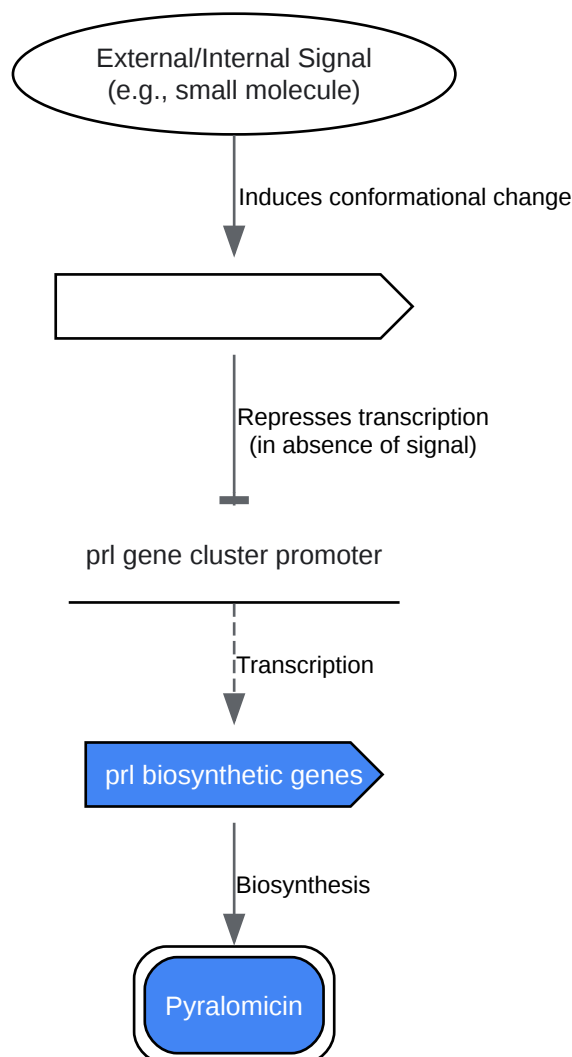 External/Internal Signal
(e.g., small molecule)
Induces conformational change
Represses transcription
(in absence of signal)
prl gene cluster promoter
Transcription
prl biosynthetic genes
Biosynthesis
Pyralomicin